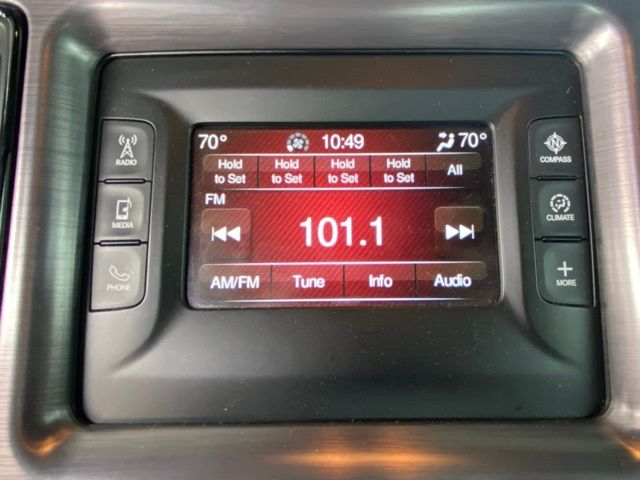 70° 10:49 70°
Hold to Set Hold to Set Hold to Set Hold to Set All
FM
101.1
AM/FM Tune Info Audio
RADIO
MEDIA
PHONE
N
COMPASS
CLIMATE
MORE